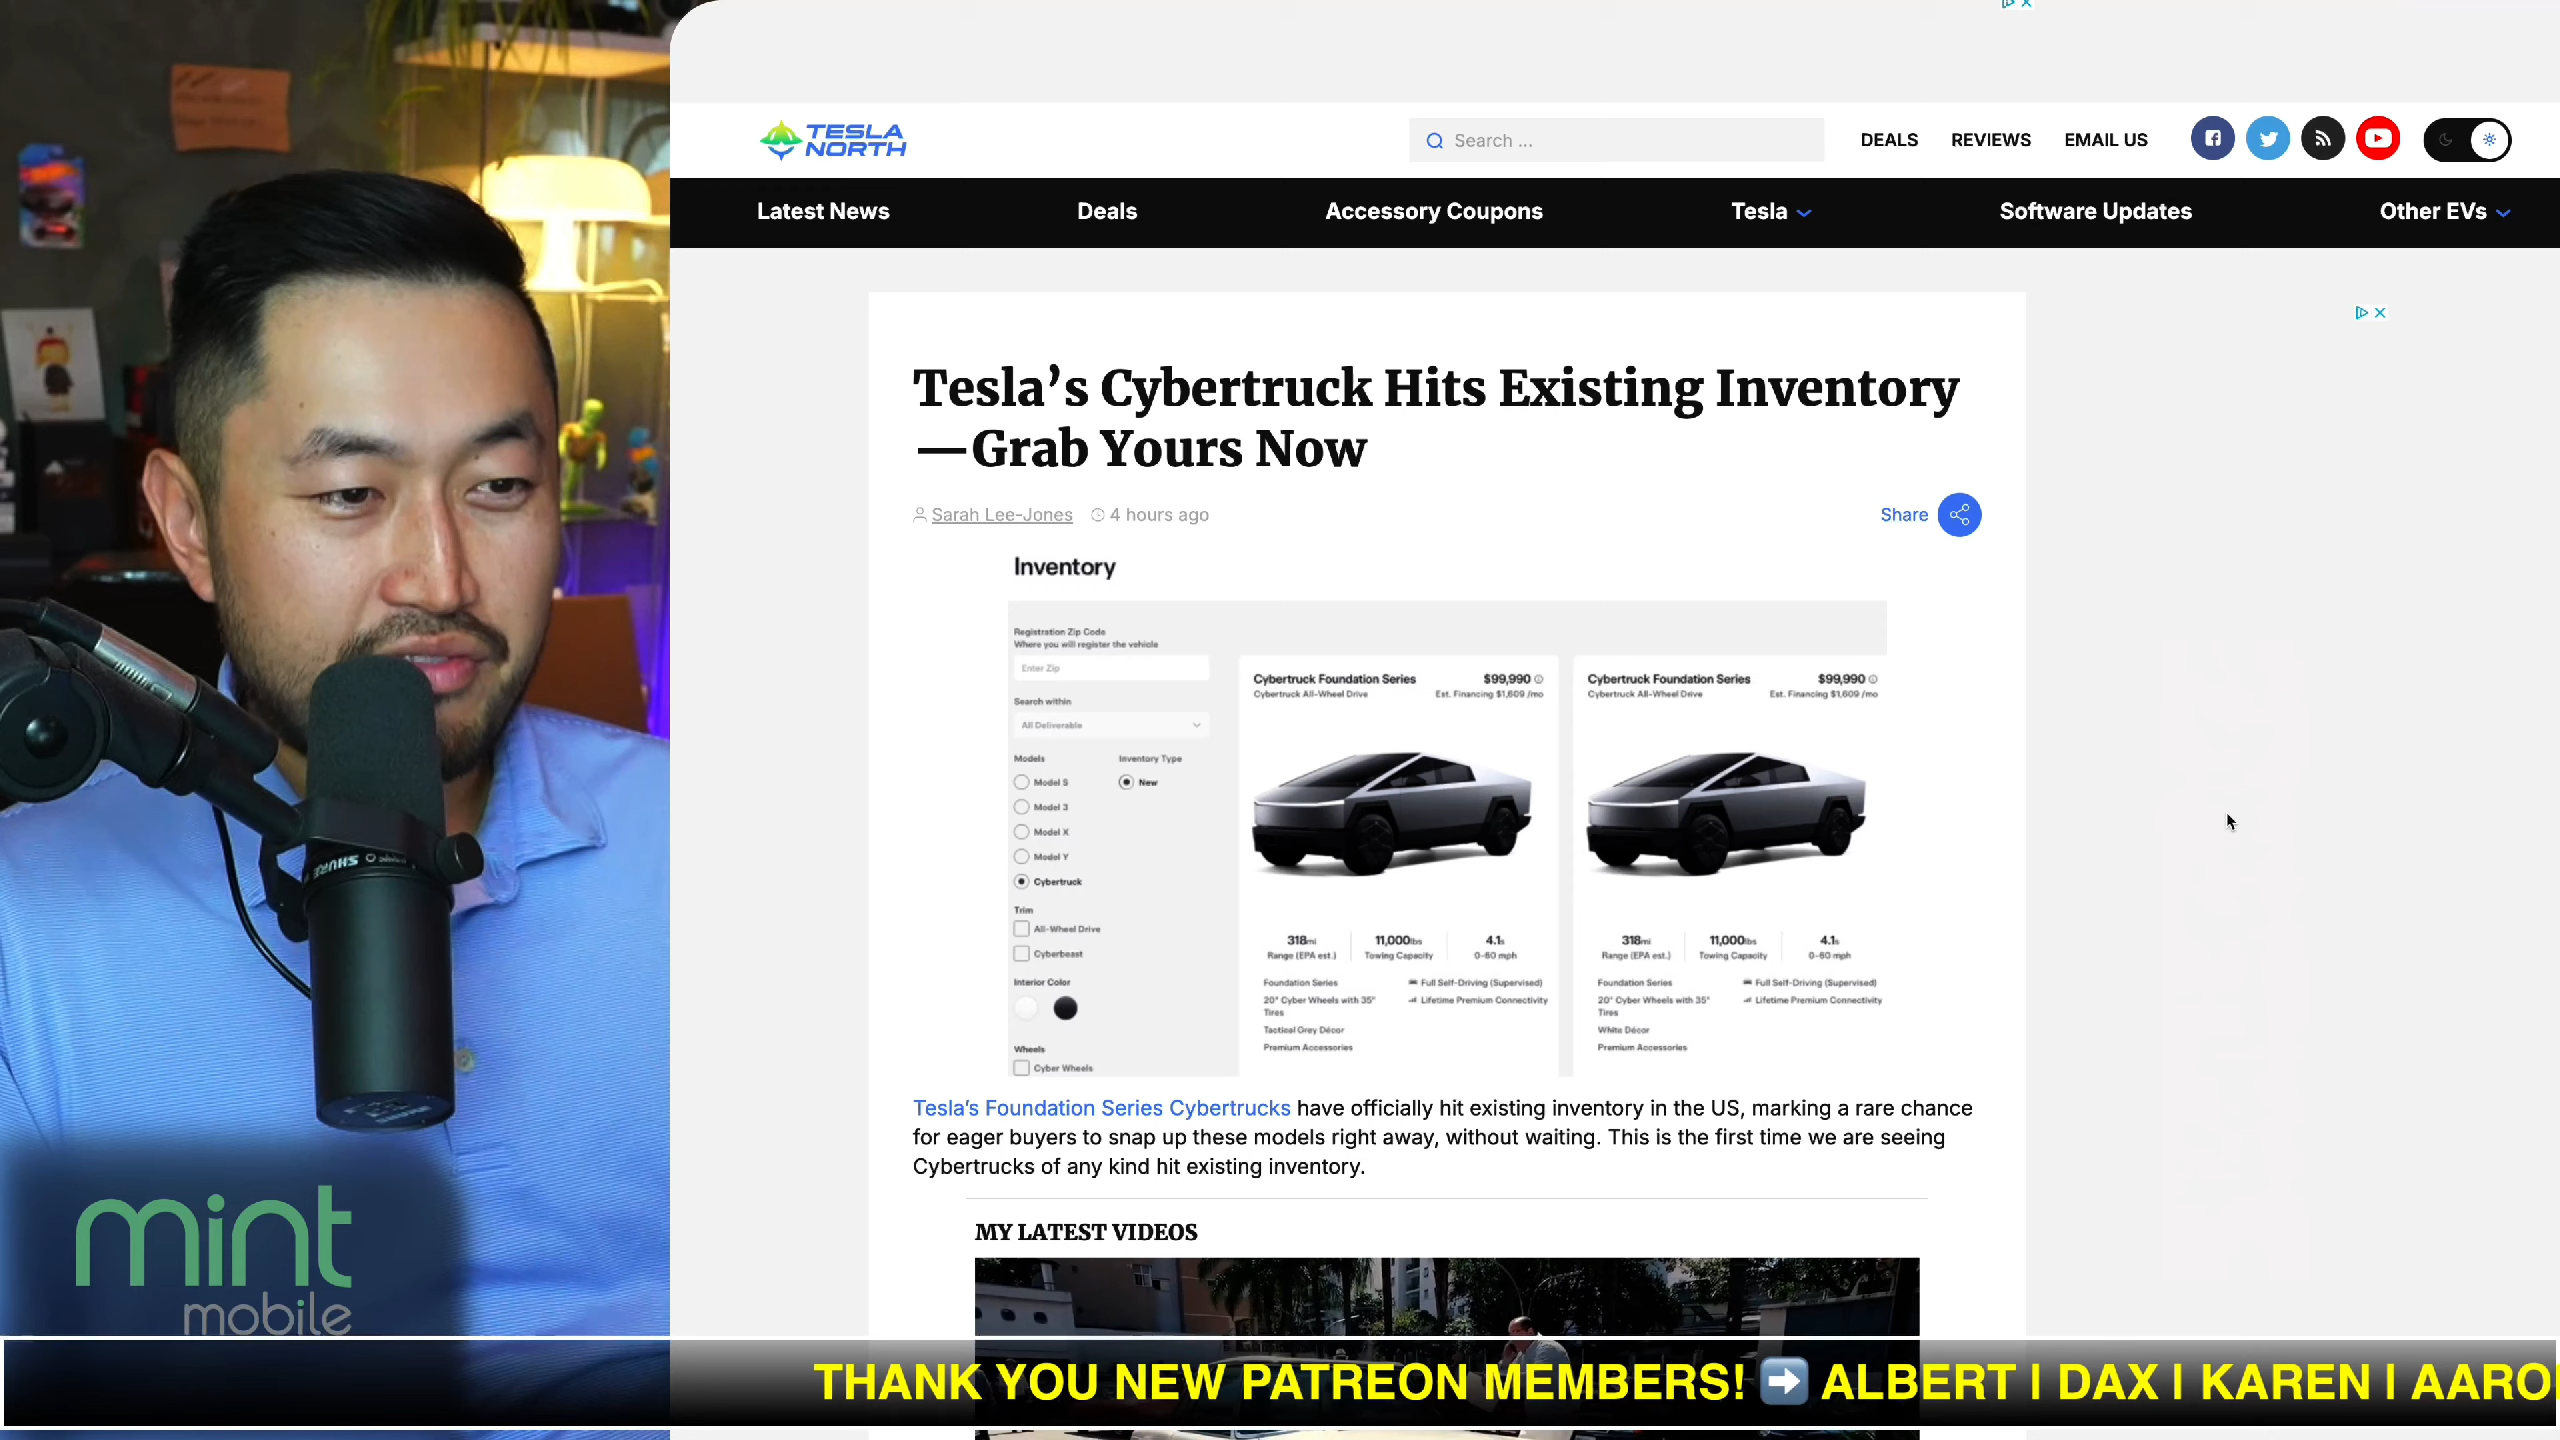 TESLA
NORTH
Search ...
DEALS
REVIEWS
EMAIL US
Latest News
Deals
Accessory Coupons
Tesla
Software Updates
Other EVs
Tesla’s Cybertruck Hits Existing Inventory
—Grab Yours Now
Sarah Lee-Jones
4 hours ago
Share
Inventory
Registration Zip Code
Where you will register the vehicle
Enter Zip
Search within
All Deliverable
Models
Inventory Type
Model S
New
Model 3
Model X
Model Y
Cybertruck
Trim
All-Wheel Drive
Cyberbeast
Interior Color
Wheels
Cyber Wheels
Cybertruck Foundation Series $99,990
Cybertruck All-Wheel Drive Est. Financing $1,609 /mo
318mi 11,000lbs 4.1s
Range (EPA est.) Towing Capacity 0-60 mph
Foundation Series
Full Self-Driving (Supervised)
20" Cyber Wheels with 35"
Tires
Lifetime Premium Connectivity
Tactical Grey Décor
Premium Accessories
Cybertruck Foundation Series $99,990
Cybertruck All-Wheel Drive Est. Financing $1,609 /mo
318mi 11,000lbs 4.1s
Range (EPA est.) Towing Capacity 0-60 mph
Foundation Series
Full Self-Driving (Supervised)
20" Cyber Wheels with 35"
Tires
Lifetime Premium Connectivity
White Décor
Premium Accessories
Tesla’s Foundation Series Cybertrucks have officially hit existing inventory in the US, marking a rare chance
for eager buyers to snap up these models right away, without waiting. This is the first time we are seeing
Cybertrucks of any kind hit existing inventory.
MY LATEST VIDEOS
SHURE
mint
mobile
THANK YOU NEW PATREON MEMBERS! ➡ ALBERT | DAX | KAREN | AARO